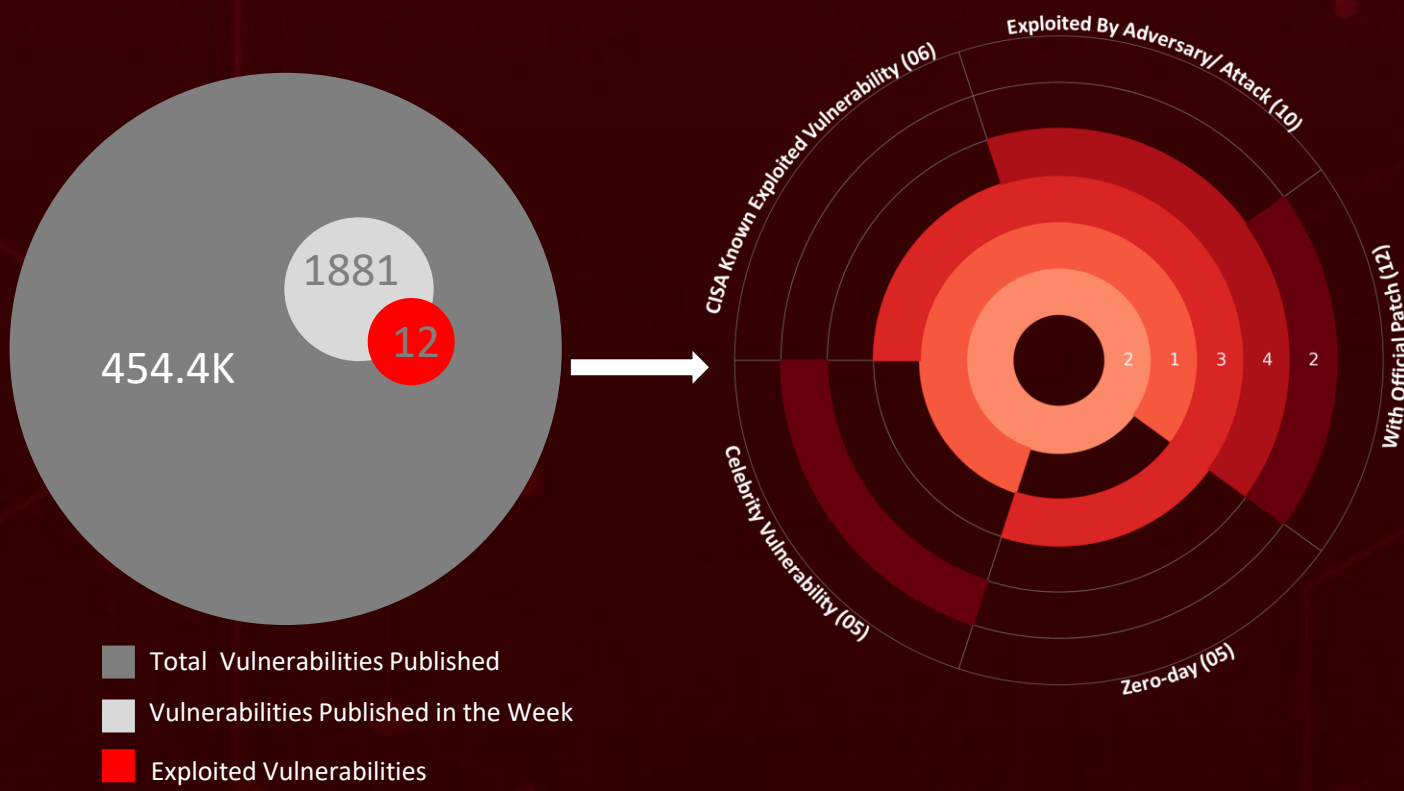 454.4K
1881
12
Total Vulnerabilities Published
Vulnerabilities Published in the Week
Exploited Vulnerabilities
CISA Known Exploited Vulnerability (06)
Exploited By Adversary/ Attack (10)
With Official Patch (12)
2 1 3 4 2
Celebrity Vulnerability (05)
Zero-day (05)